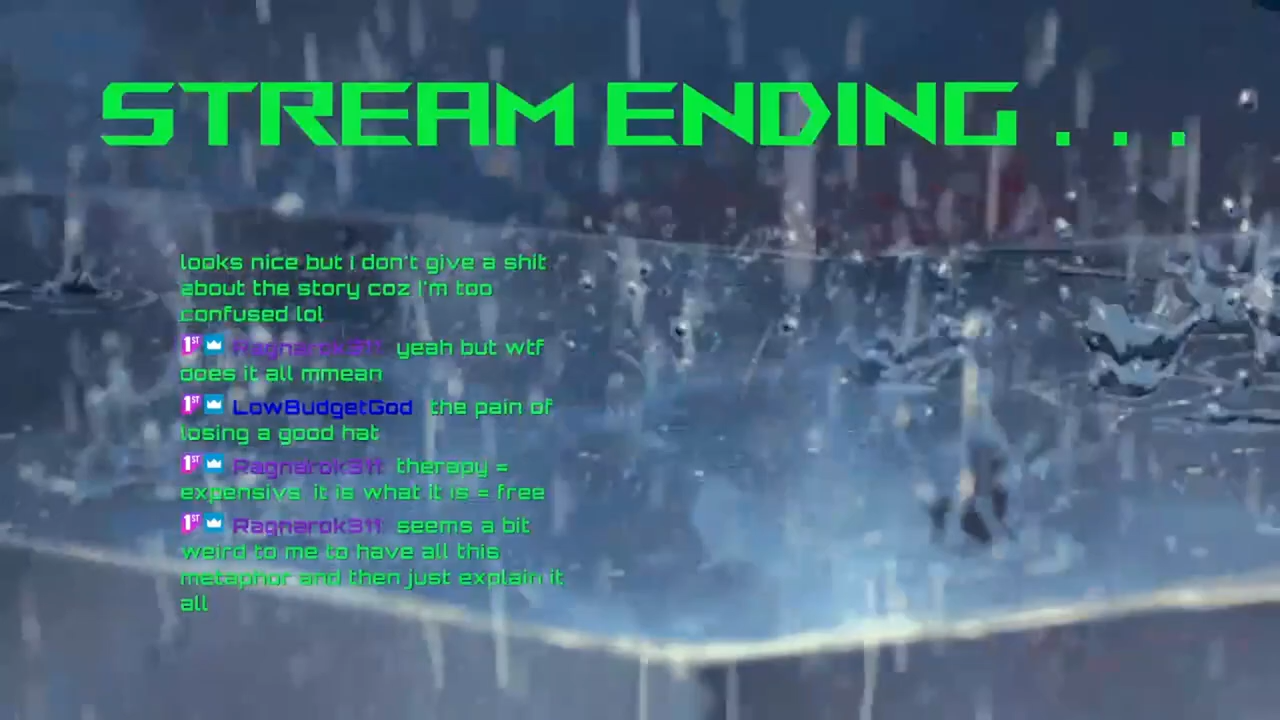 STREAM ENDING . . .
looks nice but i don't give a shit
about the story coz I'm too
confused lol
1ST Ragnarok311: yeah but wtf
does it all mmean
1ST LowBudgetGod: the pain of
losing a good hat
1ST Ragnarok311: therapy =
expensivs it is what it is = free
1ST Ragnarok311: seems a bit
weird to me to have all this
metaphor and then just explain it
all